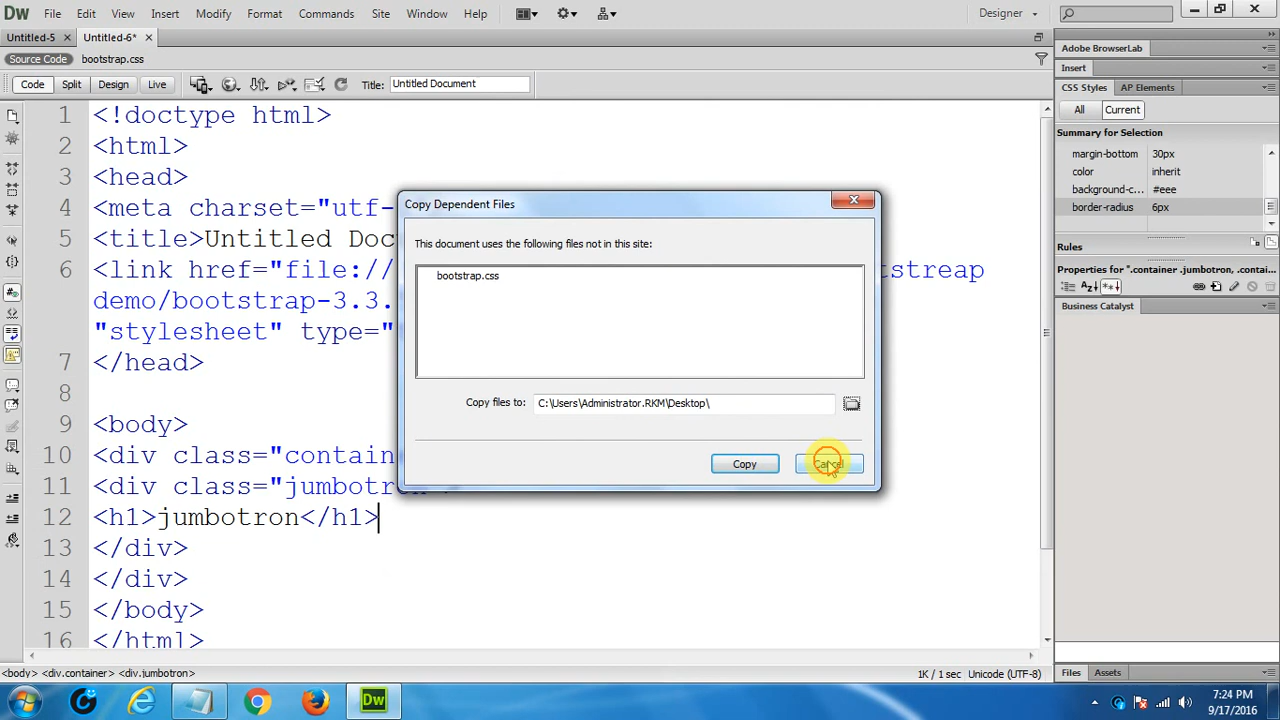 Dw File Edit View Insert Modify Format Commands Site Window Help Designer
Untitled-5 Untitled-6*
Source Code bootstrap.css
Code Split Design Live Title: Untitled Document
1 <!doctype html>
2 <html>
3 <head>
4 <meta charset="utf-
5 <title>Untitled Doc
6 <link href="file:// tstreap
demo/bootstrap-3.3.
"stylesheet" type="
7 </head>
8
9 <body>
10 <div class="contain
11 <div class="jumbotron">
12 <h1>jumbotron</h1>
13 </div>
14 </div>
15 </body>
16 </html>
Copy Dependent Files
This document uses the following files not in this site:
bootstrap.css
Copy files to: C:\Users\Administrator.RKM\Desktop\
Copy Cancel
Adobe BrowserLab
Insert
CSS Styles AP Elements
All Current
Summary for Selection
margin-bottom 30px
color inherit
background-c... #eee
border-radius 6px
Rules
Properties for ".container .jumbotron, .contai...
Business Catalyst
Files Assets
<body> <div.container> <div.jumbotron> 1K / 1 sec Unicode (UTF-8)
Dw
7:24 PM
9/17/2016